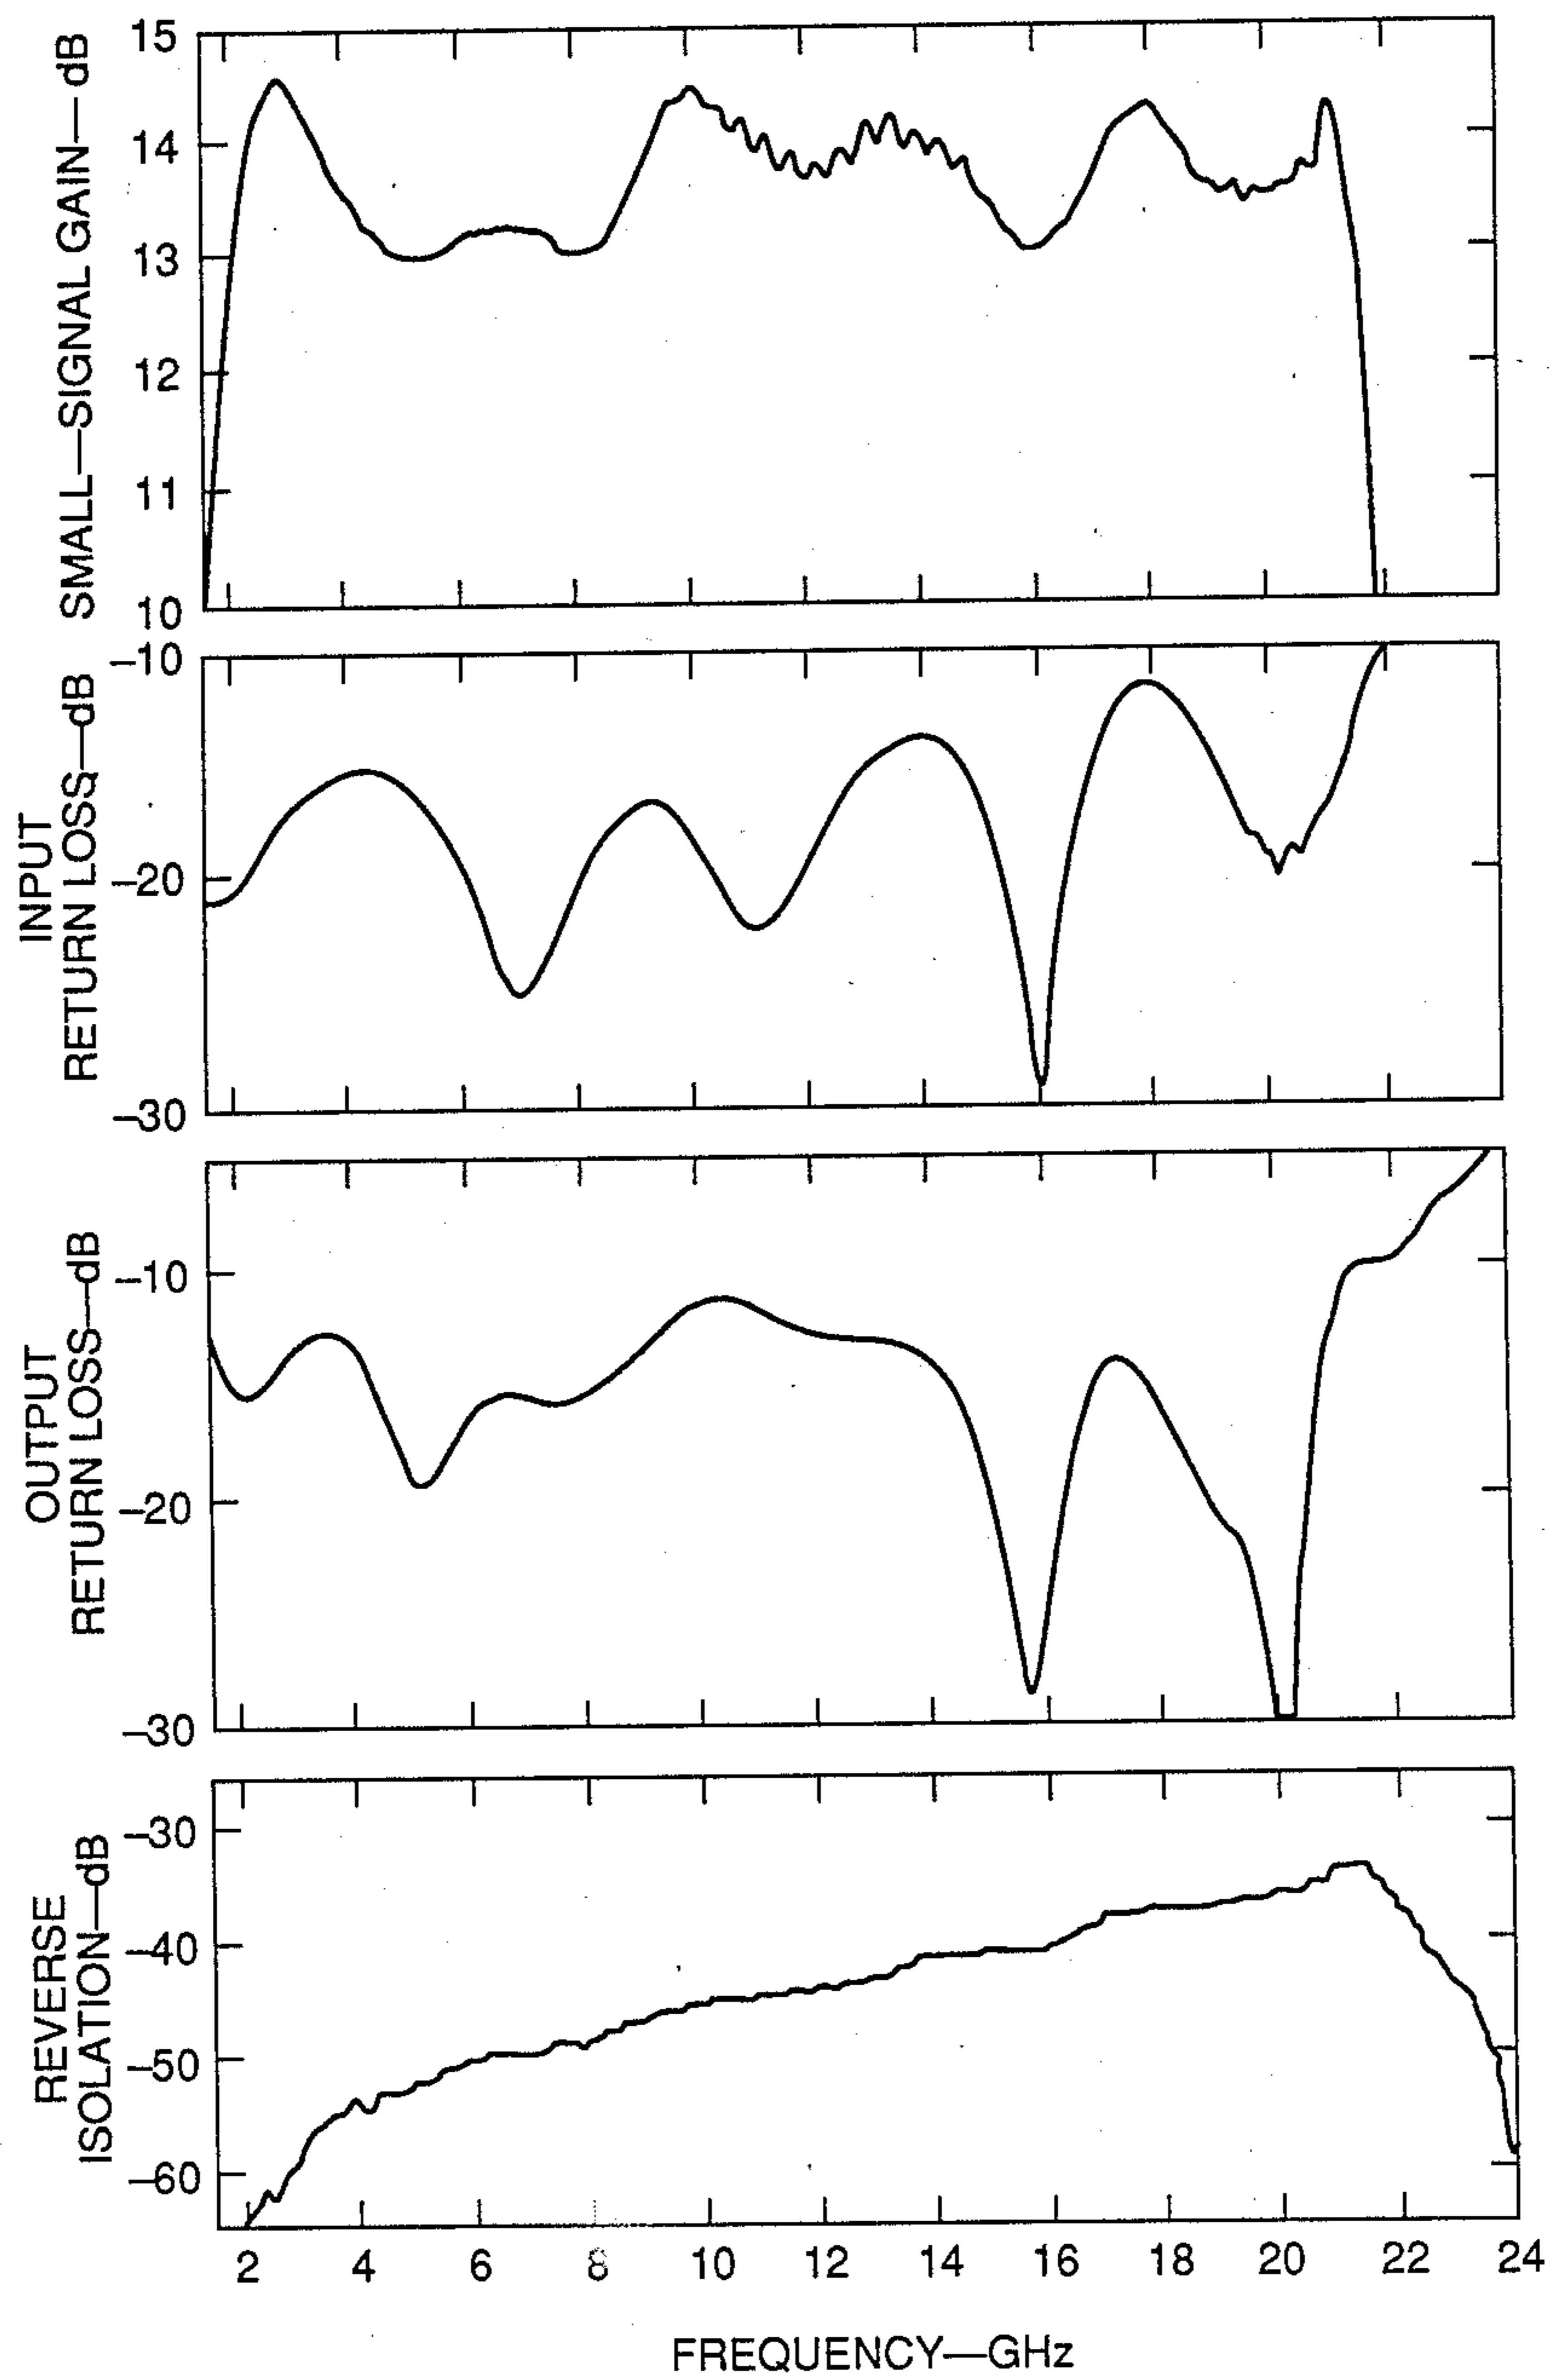 SMALL—SIGNAL GAIN—dB
15
14
13
12
11
10
INPUT
RETURN LOSS—dB
–10
–20
–30
OUTPUT
RETURN LOSS—dB
–10
–20
–30
REVERSE
ISOLATION—dB
–30
–40
–50
–60
2 4 6 8 10 12 14 16 18 20 22 24
FREQUENCY—GHz